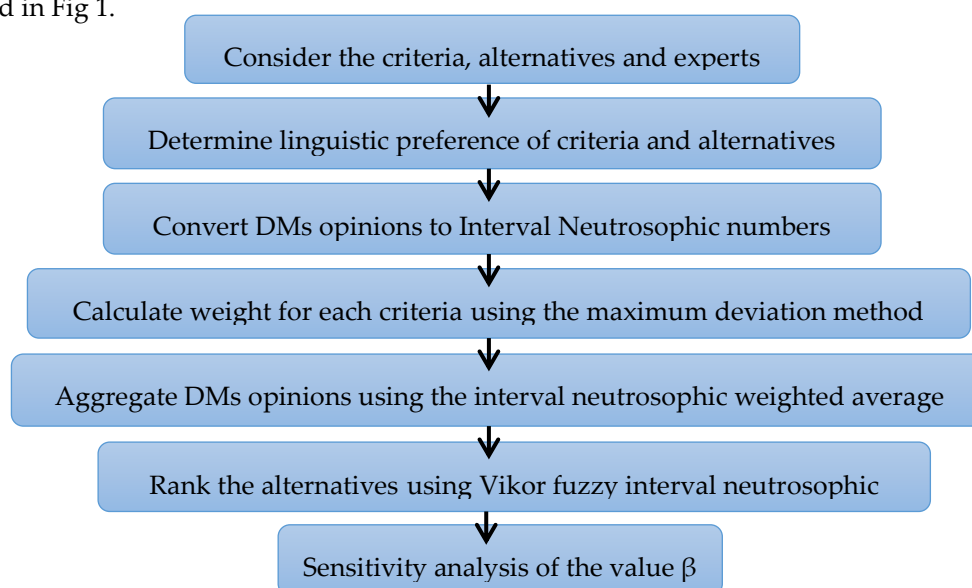 d in Fig 1.
Consider the criteria, alternatives and experts
Determine linguistic preference of criteria and alternatives
Convert DMs opinions to Interval Neutrosophic numbers
Calculate weight for each criteria using the maximum deviation method
Aggregate DMs opinions using the interval neutrosophic weighted average
Rank the alternatives using Vikor fuzzy interval neutrosophic
Sensitivity analysis of the value β